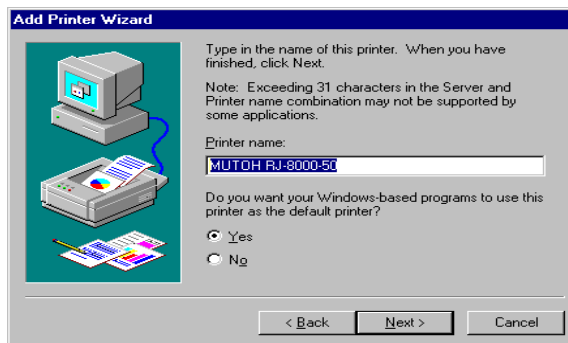 Add Printer Wizard
Type in the name of this printer.  When you have
finished, click Next.
Note:  Exceeding 31 characters in the Server and
Printer name combination may not be supported by
some applications.
Printer name:
MUTOH RJ-8000-50
Do you want your Windows-based programs to use this
printer as the default printer?
Yes
No
< Back
Next >
Cancel